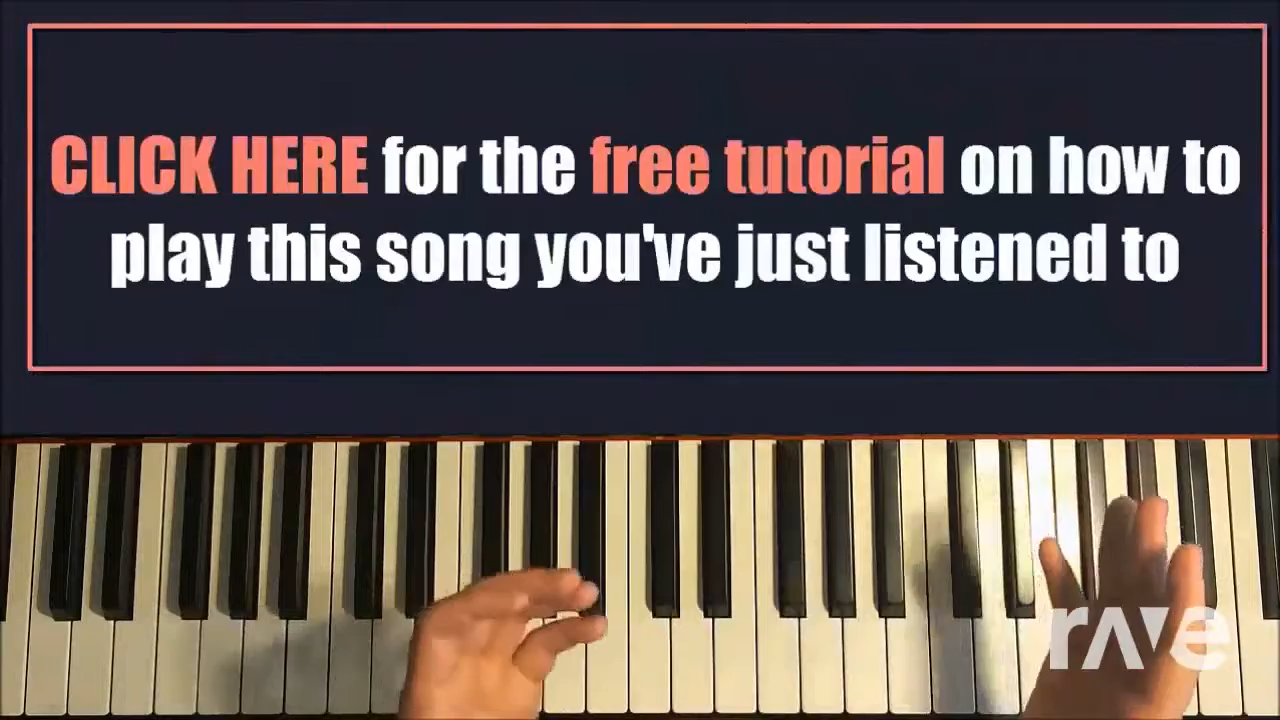 CLICK HERE for the free tutorial on how to
play this song you've just listened to
rave